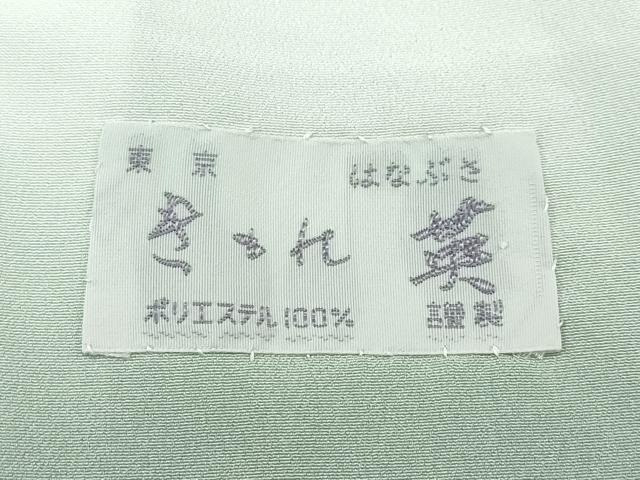 東京 はなぶさ
英
ポリエステル100% 謹製